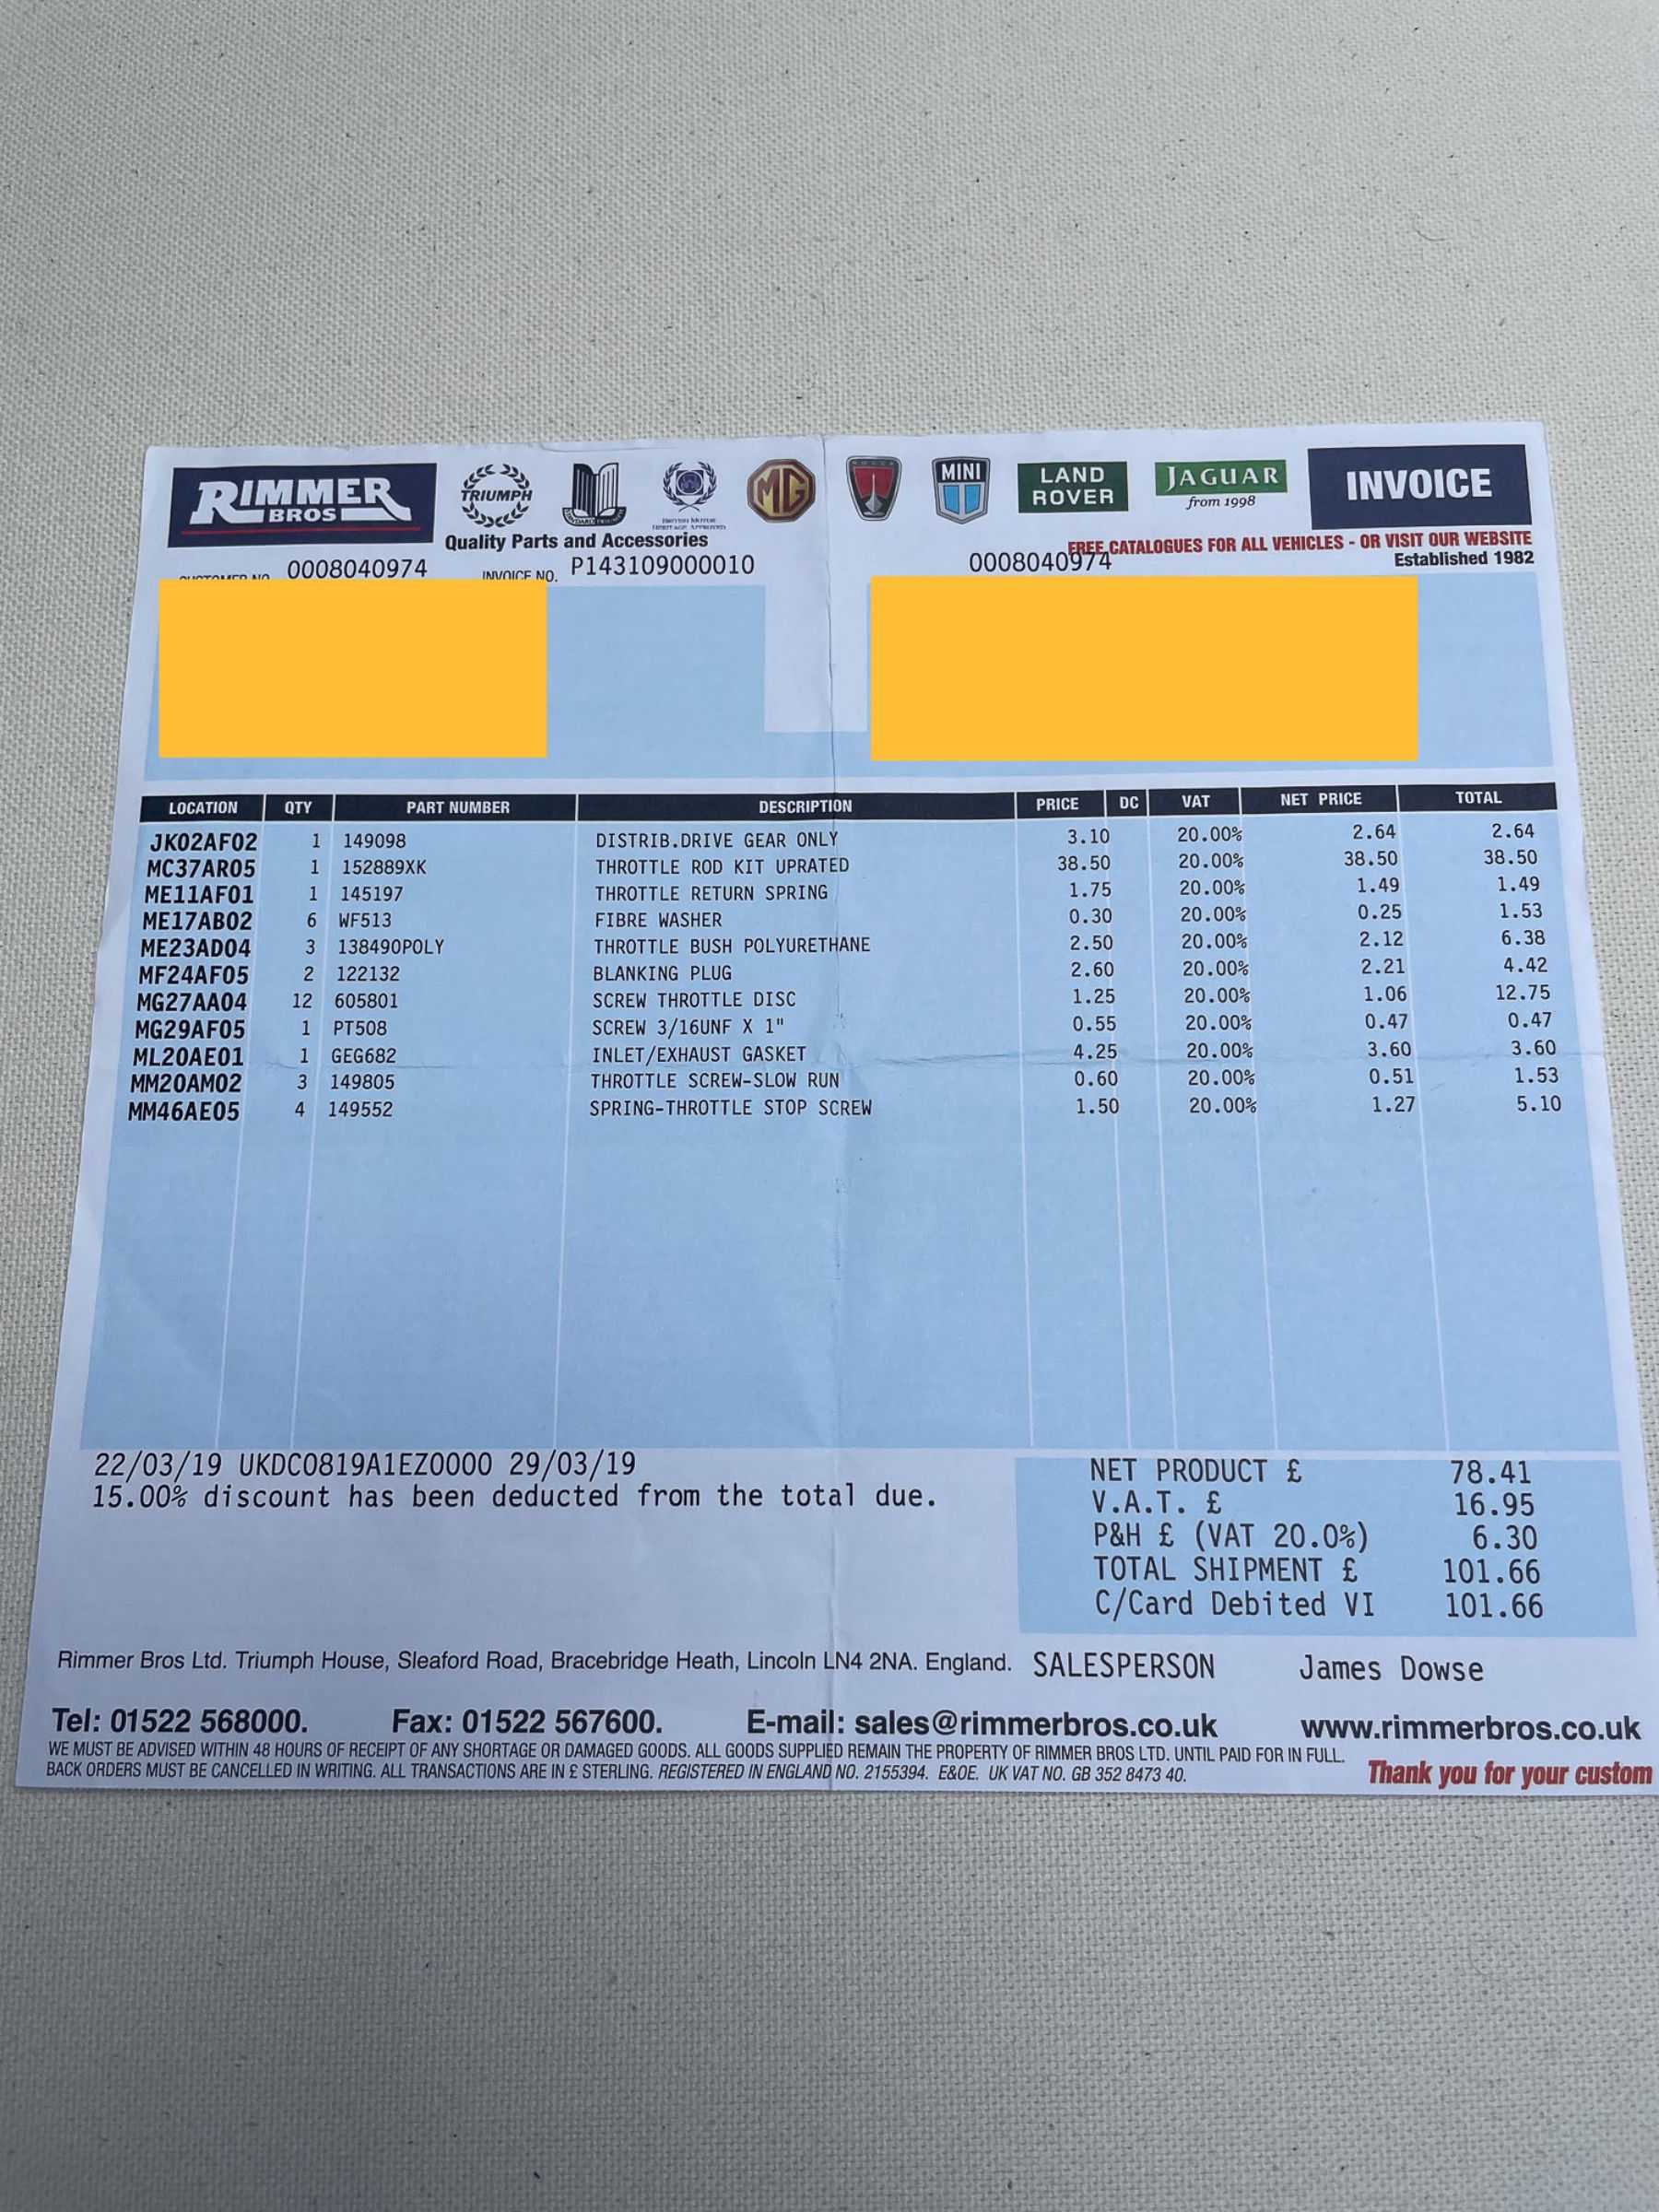 RIMMER BROS
TRIUMPH
MG
ROVER
MINI
LAND ROVER
JAGUAR
from 1998
INVOICE
Quality Parts and Accessories
FREE CATALOGUES FOR ALL VEHICLES - OR VISIT OUR WEBSITE
Established 1982
CUSTOMER NO. 0008040974 INVOICE NO. P143109000010 0008040974
LOCATION QTY PART NUMBER DESCRIPTION PRICE DC VAT NET PRICE TOTAL
JK02AF02 1 149098 DISTRIB.DRIVE GEAR ONLY 3.10 20.00% 2.64 2.64
MC37AR05 1 152889XK THROTTLE ROD KIT UPRATED 38.50 20.00% 38.50 38.50
ME11AF01 1 145197 THROTTLE RETURN SPRING 1.75 20.00% 1.49 1.49
ME17AB02 6 WF513 FIBRE WASHER 0.30 20.00% 0.25 1.53
ME23AD04 3 138490POLY THROTTLE BUSH POLYURETHANE 2.50 20.00% 2.12 6.38
MF24AF05 2 122132 BLANKING PLUG 2.60 20.00% 2.21 4.42
MG27AA04 12 605801 SCREW THROTTLE DISC 1.25 20.00% 1.06 12.75
MG29AF05 1 PT508 SCREW 3/16UNF X 1" 0.55 20.00% 0.47 0.47
ML20AE01 1 GEG682 INLET/EXHAUST GASKET 4.25 20.00% 3.60 3.60
MM20AM02 3 149805 THROTTLE SCREW-SLOW RUN 0.60 20.00% 0.51 1.53
MM46AE05 4 149552 SPRING-THROTTLE STOP SCREW 1.50 20.00% 1.27 5.10
22/03/19 UKDC0819A1EZ0000 29/03/19
15.00% discount has been deducted from the total due.
NET PRODUCT £ 78.41
V.A.T. £ 16.95
P&H £ (VAT 20.0%) 6.30
TOTAL SHIPMENT £ 101.66
C/Card Debited VI 101.66
Rimmer Bros Ltd. Triumph House, Sleaford Road, Bracebridge Heath, Lincoln LN4 2NA. England. SALESPERSON James Dowse
Tel: 01522 568000. Fax: 01522 567600. E-mail: sales@rimmerbros.co.uk www.rimmerbros.co.uk
WE MUST BE ADVISED WITHIN 48 HOURS OF RECEIPT OF ANY SHORTAGE OR DAMAGED GOODS. ALL GOODS SUPPLIED REMAIN THE PROPERTY OF RIMMER BROS LTD. UNTIL PAID FOR IN FULL.
BACK ORDERS MUST BE CANCELLED IN WRITING. ALL TRANSACTIONS ARE IN £ STERLING. REGISTERED IN ENGLAND NO. 2155394. E&OE. UK VAT NO. GB 352 8473 40.
Thank you for your custom